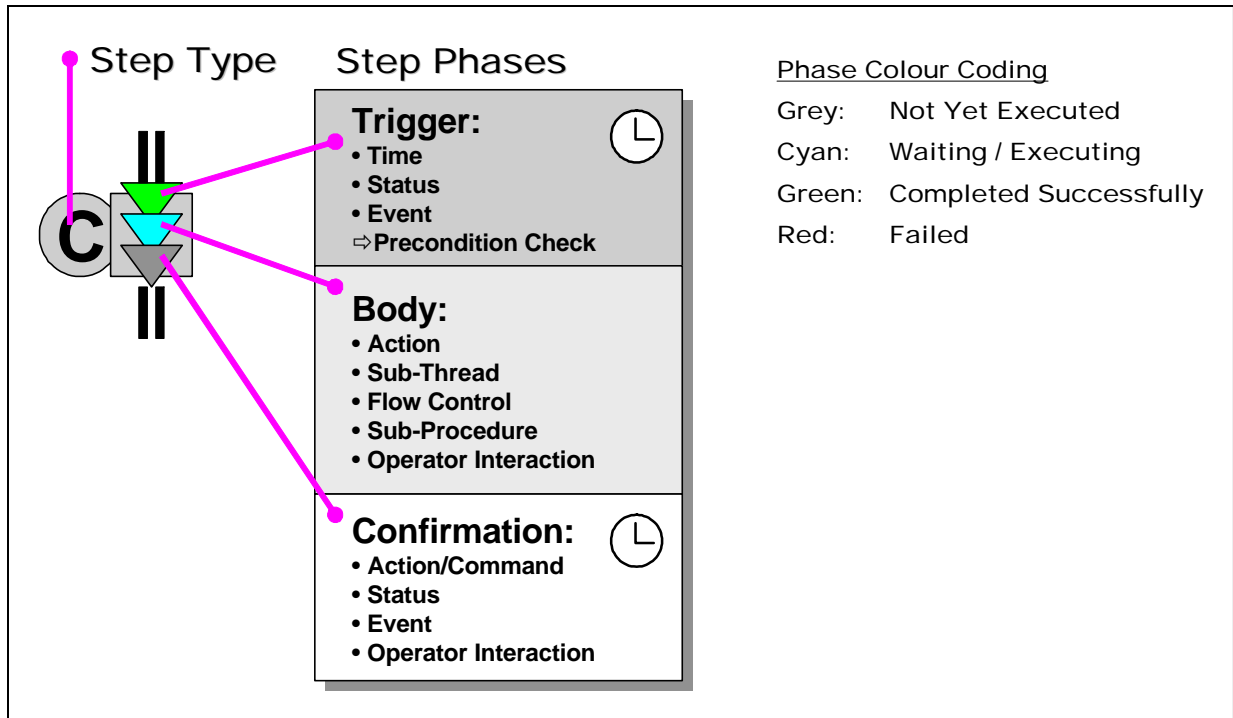 Step Type
Step Phases
C
Trigger:
• Time
• Status
• Event
⇨Precondition Check
Body:
• Action
• Sub-Thread
• Flow Control
• Sub-Procedure
• Operator Interaction
Confirmation:
• Action/Command
• Status
• Event
• Operator Interaction
Phase Colour Coding
Grey: Not Yet Executed
Cyan: Waiting / Executing
Green: Completed Successfully
Red: Failed